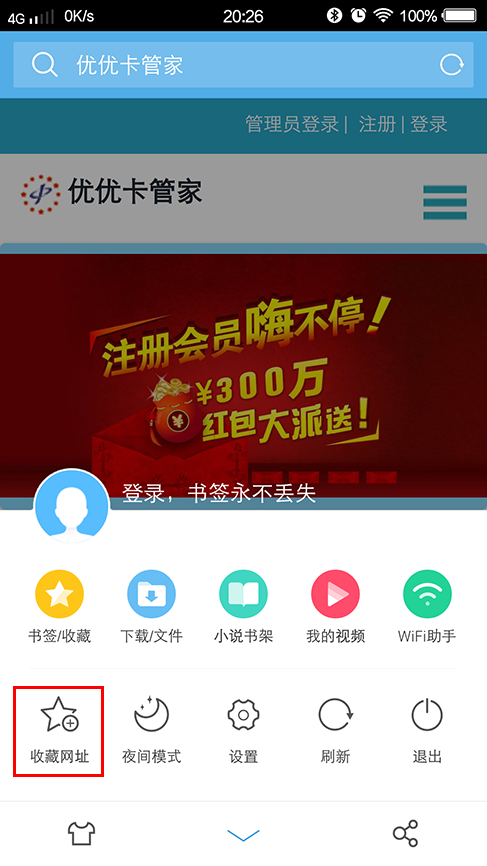 4G 0K/s 20:26 100%
优优卡管家
管理员登录| 注册 | 登录
优优卡管家
注册会员嗨不停!
¥300万
红包大派送!
¥
登录，书签永不丢失
书签/收藏 下载/文件 小说书架 我的视频 WiFi助手
收藏网址 夜间模式 设置 刷新 退出